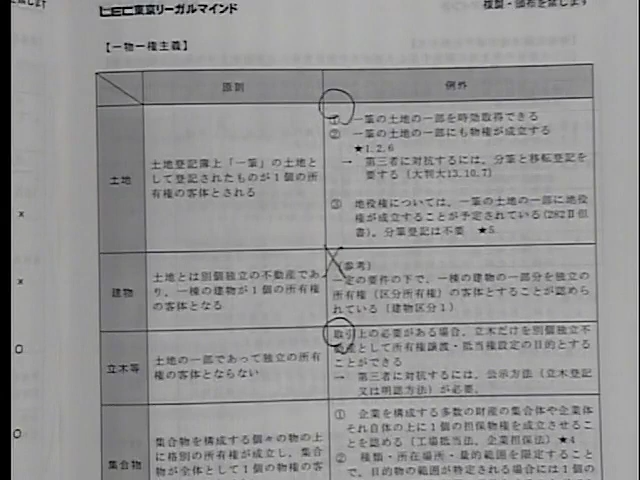 LEC東京リーガルマインド
複製・頒布を禁じます
【一物一権主義】
原則
例外
土地
土地登記簿上「一筆」の土地と
して登記されたものが1個の所
有権の客体とされる
① 一筆の土地の一部を時効取得できる
② 一筆の土地の一部にも物権が成立する
★1,2,6
→ 第三者に対抗するには、分筆と移転登記を
要する（大判大13.10.7）
③ 地役権については、一筆の土地の一部に地役
権が成立することが予定されている(282Ⅱ但
書)。分筆登記は不要 ★5
建物
土地とは別個独立の不動産であ
り、一棟の建物が1個の所有権
の客体となる
（参考）
一定の要件の下で、一棟の建物の一部分を独立の
所有権（区分所有権）の客体とすることが認めら
れている（建物区分1）
立木等
土地の一部であって独立の所有
権の客体とならない
取引上の必要がある場合、立木だけを別個独立不
動産として所有権譲渡・抵当権設定の目的とする
ことができる
→ 第三者に対抗するには、公示方法（立木登記
又は明認方法）が必要。
集合物
集合物を構成する個々の物の上
に格別の所有権が成立し、集合
物が全体として1個の物権の客
① 企業を構成する多数の財産の集合体や企業体
それ自体の上に1個の担保物権を成立させるこ
とを認める（工場抵当法、企業担保法）★4
② 種類・所在場所・量的範囲を限定すること
で、目的物の範囲が特定される場合には1個の
x
x
O
O